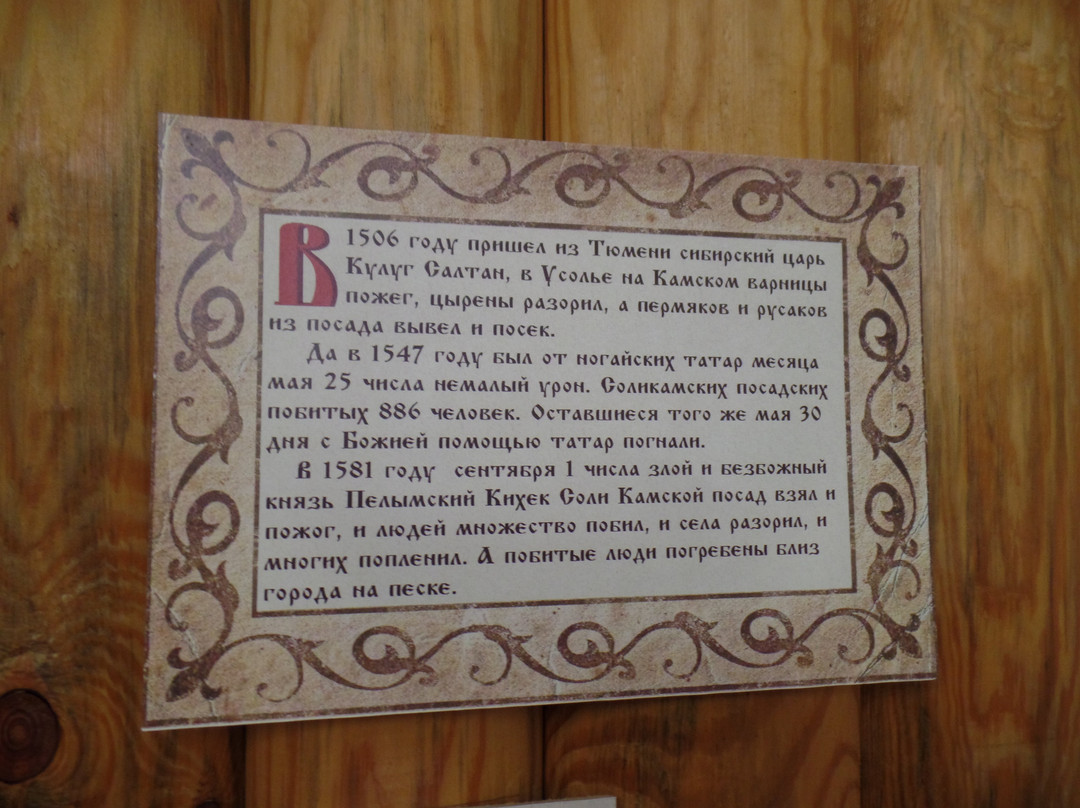 В 1506 году пришел из Тюмени сибирский царь
Кулуг Салтан, в Усолье на Камском варницы
пожег, цырены разорил, а пермяков и русаков
из посада вывел и посек.
Да в 1547 году был от ногайских татар месяца
мая 25 числа немалый урон. Соликамских посадских
побитых 886 человек. Оставшиеся того же мая 30
дня с Божией помощью татар погнали.
В 1581 году сентября 1 числа злой и безбожный
князь Пелымский Кихек Соли Камской посад взял и
пожог, и людей множество побил, и села разорил, и
многих попленил. А побитые люди погребены близ
города на песке.